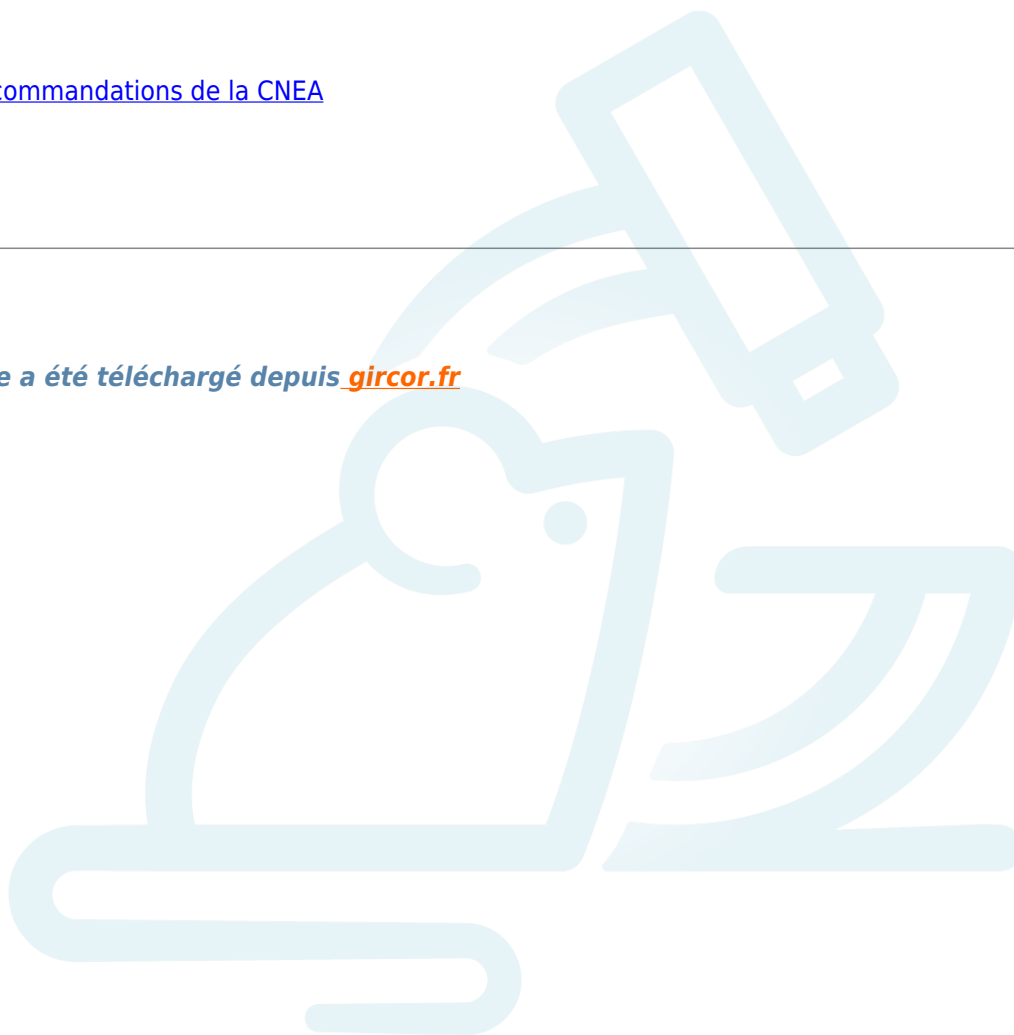 commandations de la CNEA
e a été téléchargé depuis gircor.fr